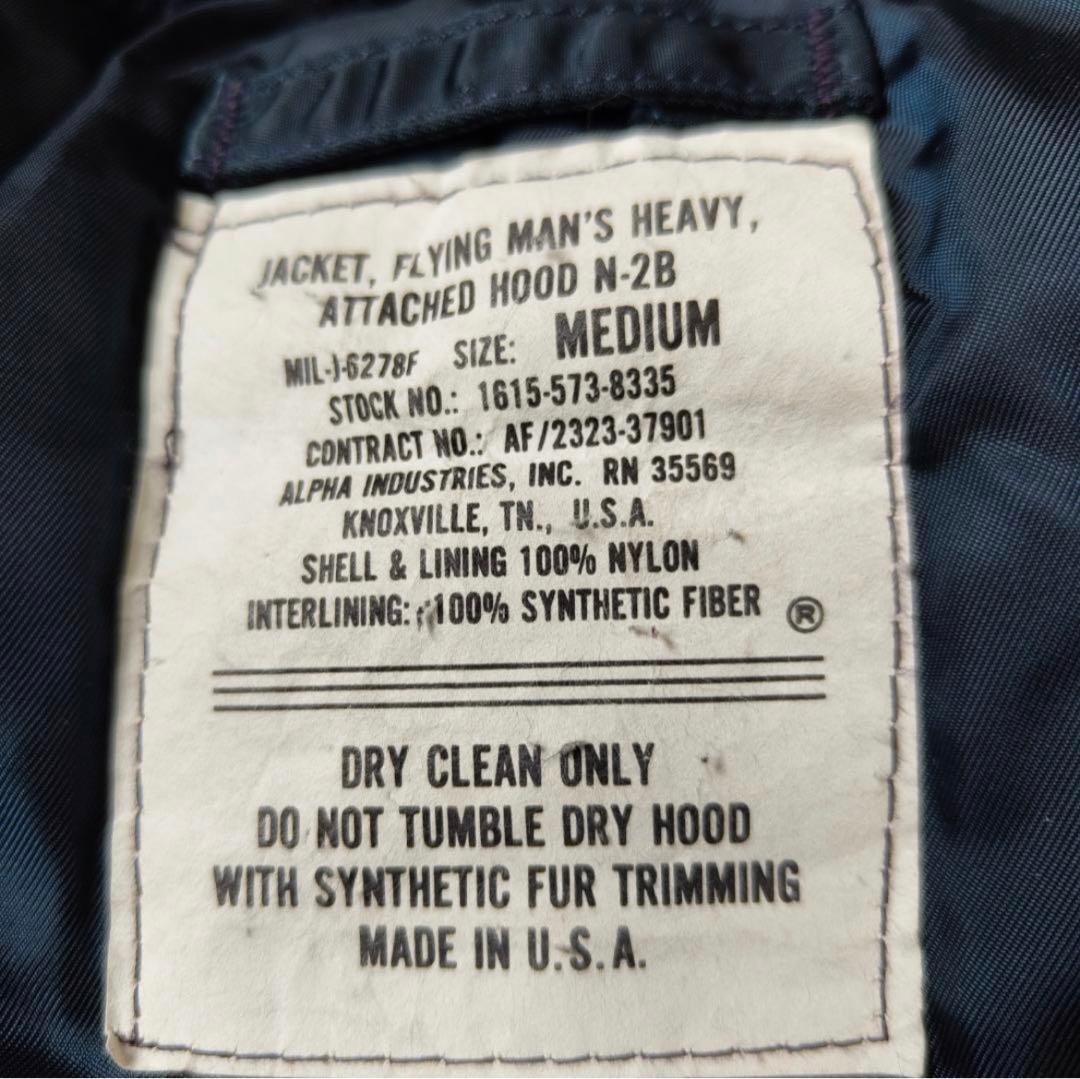 JACKET, FLYING MAN'S HEAVY,
ATTACHED HOOD N-2B
MIL-J-6278F SIZE: MEDIUM
STOCK NO.: 1615-573-8335
CONTRACT NO.: AF/2323-37901
ALPHA INDUSTRIES, INC. RN 35569
KNOXVILLE, TN., U.S.A.
SHELL & LINING 100% NYLON
INTERLINING: 100% SYNTHETIC FIBER ®
DRY CLEAN ONLY
DO NOT TUMBLE DRY HOOD
WITH SYNTHETIC FUR TRIMMING
MADE IN U.S.A.